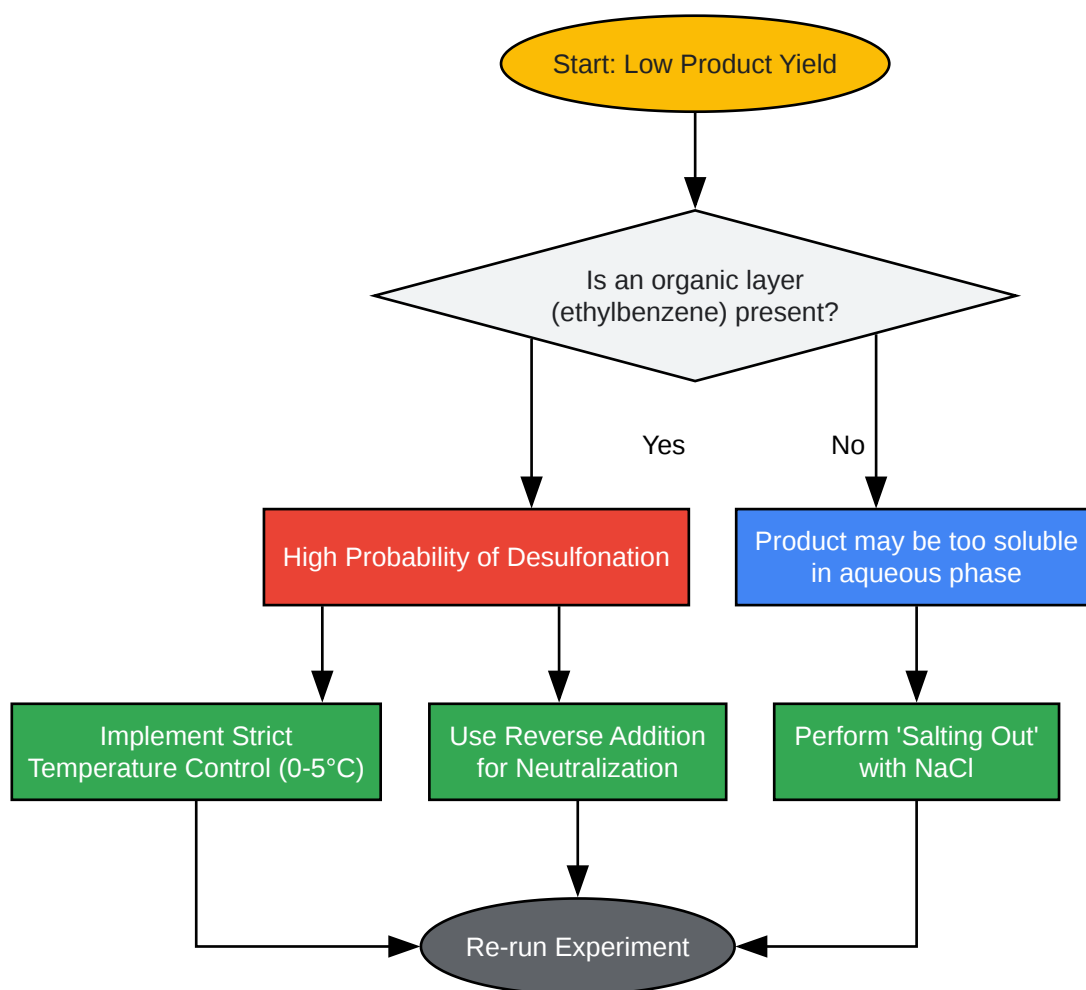 Start: Low Product Yield
Is an organic layer
(ethylbenzene) present?
Yes
No
High Probability of Desulfonation
Product may be too soluble
in aqueous phase
Implement Strict
Temperature Control (0-5°C)
Use Reverse Addition
for Neutralization
Perform 'Salting Out'
with NaCl
Re-run Experiment